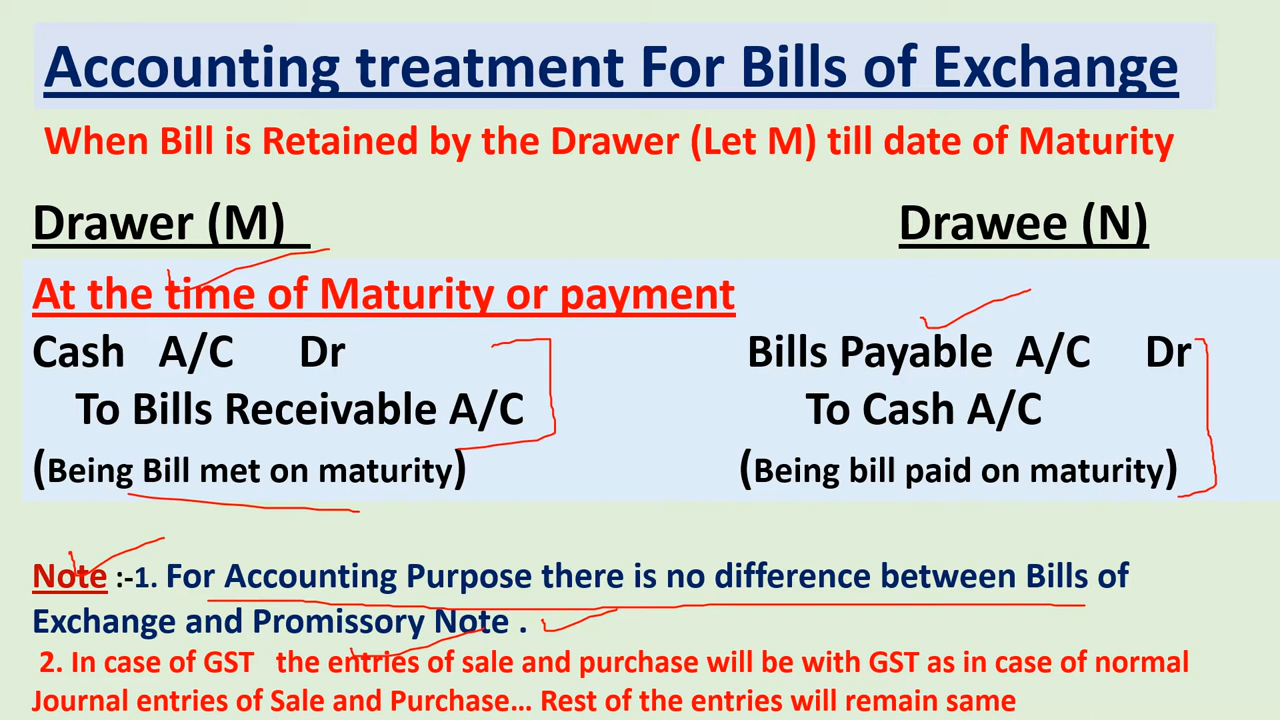 Accounting treatment For Bills of Exchange
When Bill is Retained by the Drawer (Let M) till date of Maturity
Drawer (M) Drawee (N)
At the time of Maturity or payment
Cash A/C Dr Bills Payable A/C Dr
To Bills Receivable A/C To Cash A/C
(Being Bill met on maturity) (Being bill paid on maturity)
Note :-1. For Accounting Purpose there is no difference between Bills of
Exchange and Promissory Note .
2. In case of GST the entries of sale and purchase will be with GST as in case of normal
Journal entries of Sale and Purchase... Rest of the entries will remain same